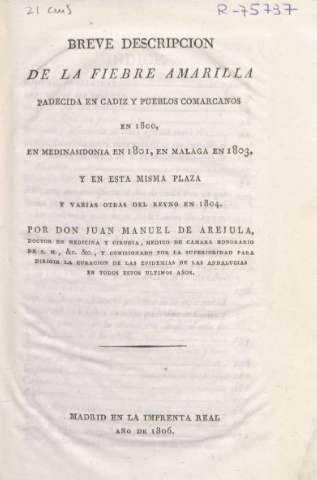 21 cms R-75737
BREVE DESCRIPCION
DE LA FIEBRE AMARILLA
PADECIDA EN CADIZ Y PUEBLOS COMARCANOS
EN 1800,
EN MEDINASIDONIA EN 1801, EN MALAGA EN 1803,
Y EN ESTA MISMA PLAZA
Y VARIAS OTRAS DEL REYNO EN 1804.
POR DON JUAN MANUEL DE AREJULA,
DOCTOR EN MEDICINA Y CIRUGIA, MEDICO DE CAMARA HONORARIO
DE S. M., &c. &c., Y COMISIONADO POR LA SUPERIORIDAD PARA
DIRIGIR LA CURACION DE LAS EPIDEMIAS DE LAS ANDALUCIAS
EN TODOS ESTOS ULTIMOS AÑOS.
MADRID EN LA IMPRENTA REAL
AÑO DE 1806.